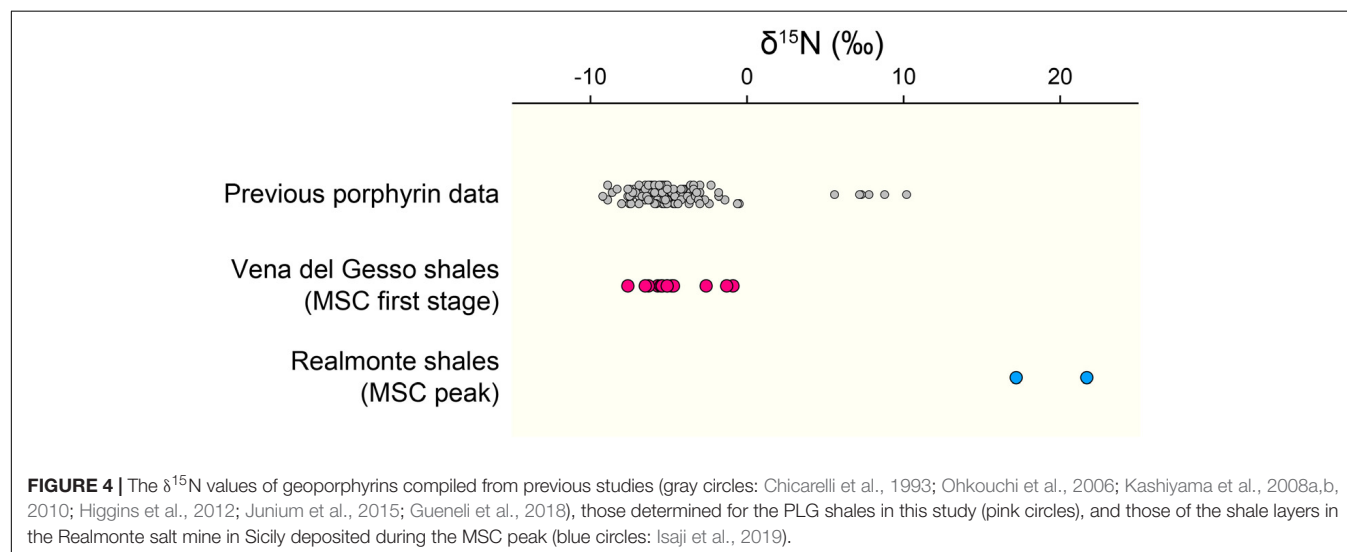 δ¹⁵N (‰)
-10 0 10 20
Previous porphyrin data
Vena del Gesso shales
(MSC first stage)
Realmonte shales
(MSC peak)
FIGURE 4 | The δ¹⁵N values of geoporphyrins compiled from previous studies (gray circles: Chicarelli et al., 1993; Ohkouchi et al., 2006; Kashiyama et al., 2008a,b,
2010; Higgins et al., 2012; Junium et al., 2015; Gueneli et al., 2018), those determined for the PLG shales in this study (pink circles), and those of the shale layers in
the Realmonte salt mine in Sicily deposited during the MSC peak (blue circles: Isaji et al., 2019).